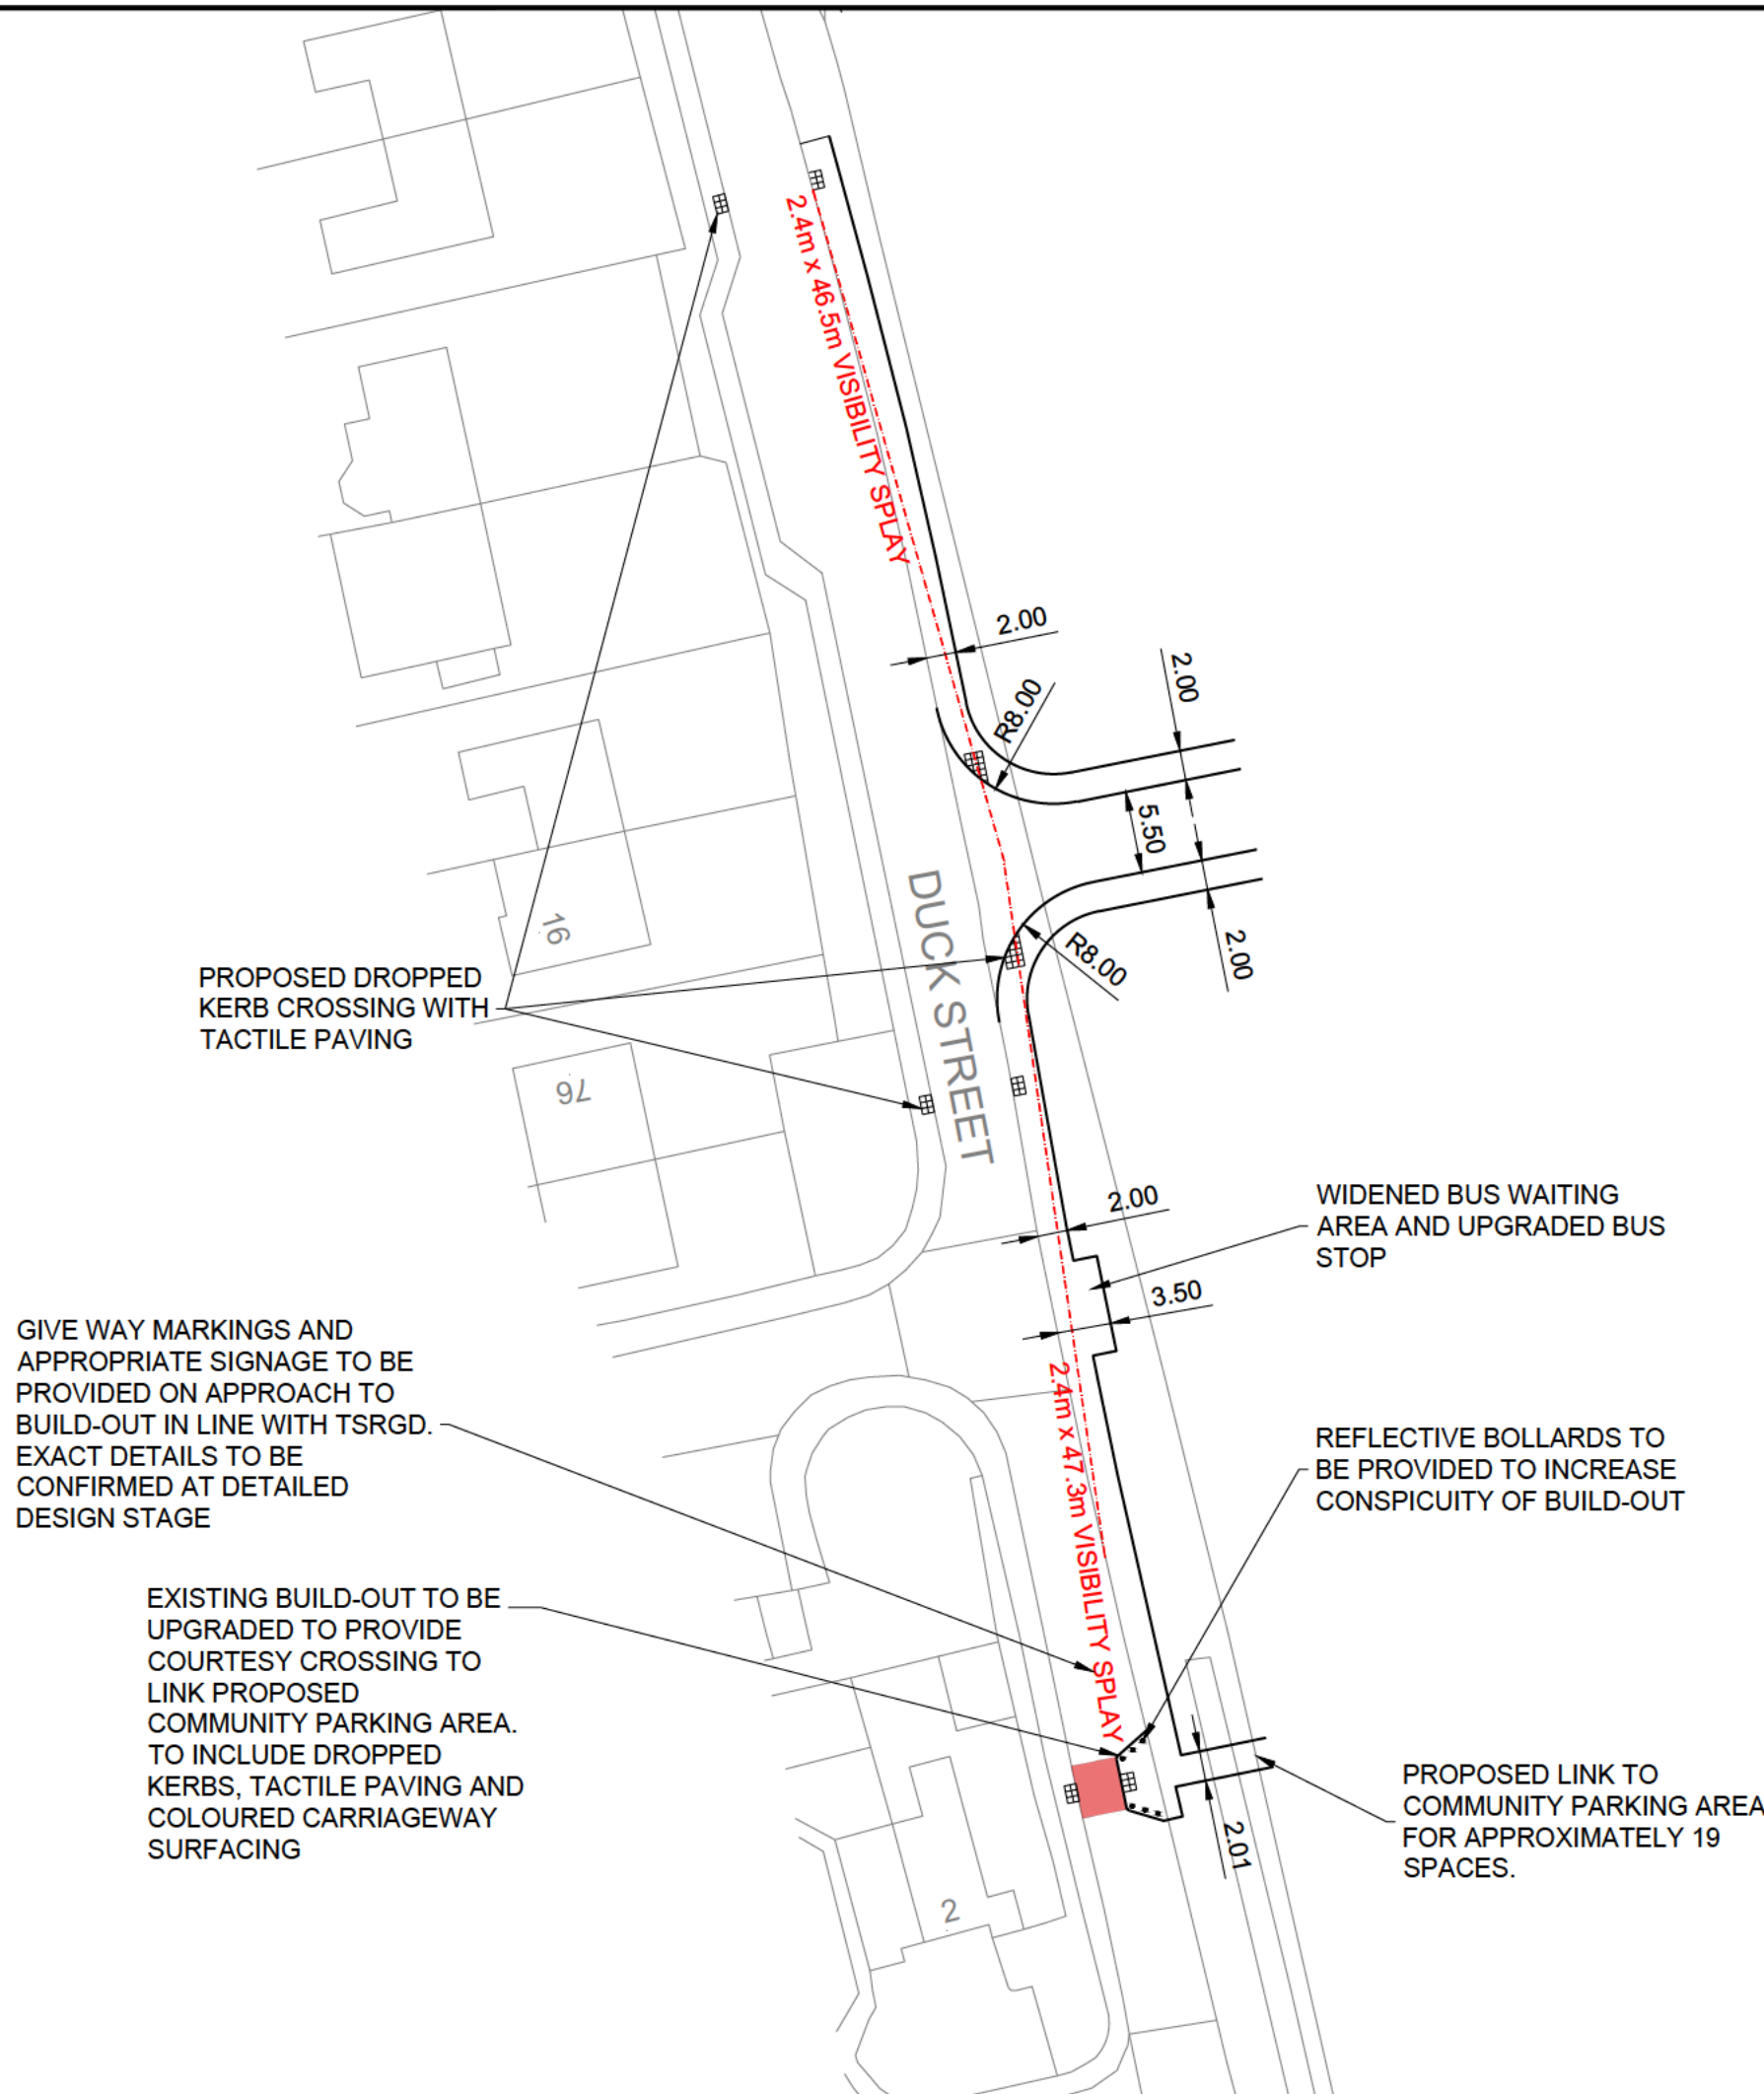 2.4m x 46.5m VISIBILITY SPLAY
2.00
2.00
R8.00
5.50
16
DUCK STREET
R8.00
2.00
PROPOSED DROPPED
KERB CROSSING WITH
TACTILE PAVING
76
2.00
WIDENED BUS WAITING
AREA AND UPGRADED BUS
STOP
3.50
GIVE WAY MARKINGS AND
APPROPRIATE SIGNAGE TO BE
PROVIDED ON APPROACH TO
BUILD-OUT IN LINE WITH TSRGD.
EXACT DETAILS TO BE
CONFIRMED AT DETAILED
DESIGN STAGE
2.4m x 47.3m VISIBILITY SPLAY
REFLECTIVE BOLLARDS TO
BE PROVIDED TO INCREASE
CONSPICUITY OF BUILD-OUT
EXISTING BUILD-OUT TO BE
UPGRADED TO PROVIDE
COURTESY CROSSING TO
LINK PROPOSED
COMMUNITY PARKING AREA.
TO INCLUDE DROPPED
KERBS, TACTILE PAVING AND
COLOURED CARRIAGEWAY
SURFACING
PROPOSED LINK TO
COMMUNITY PARKING AREA
FOR APPROXIMATELY 19
SPACES.
2.01
2